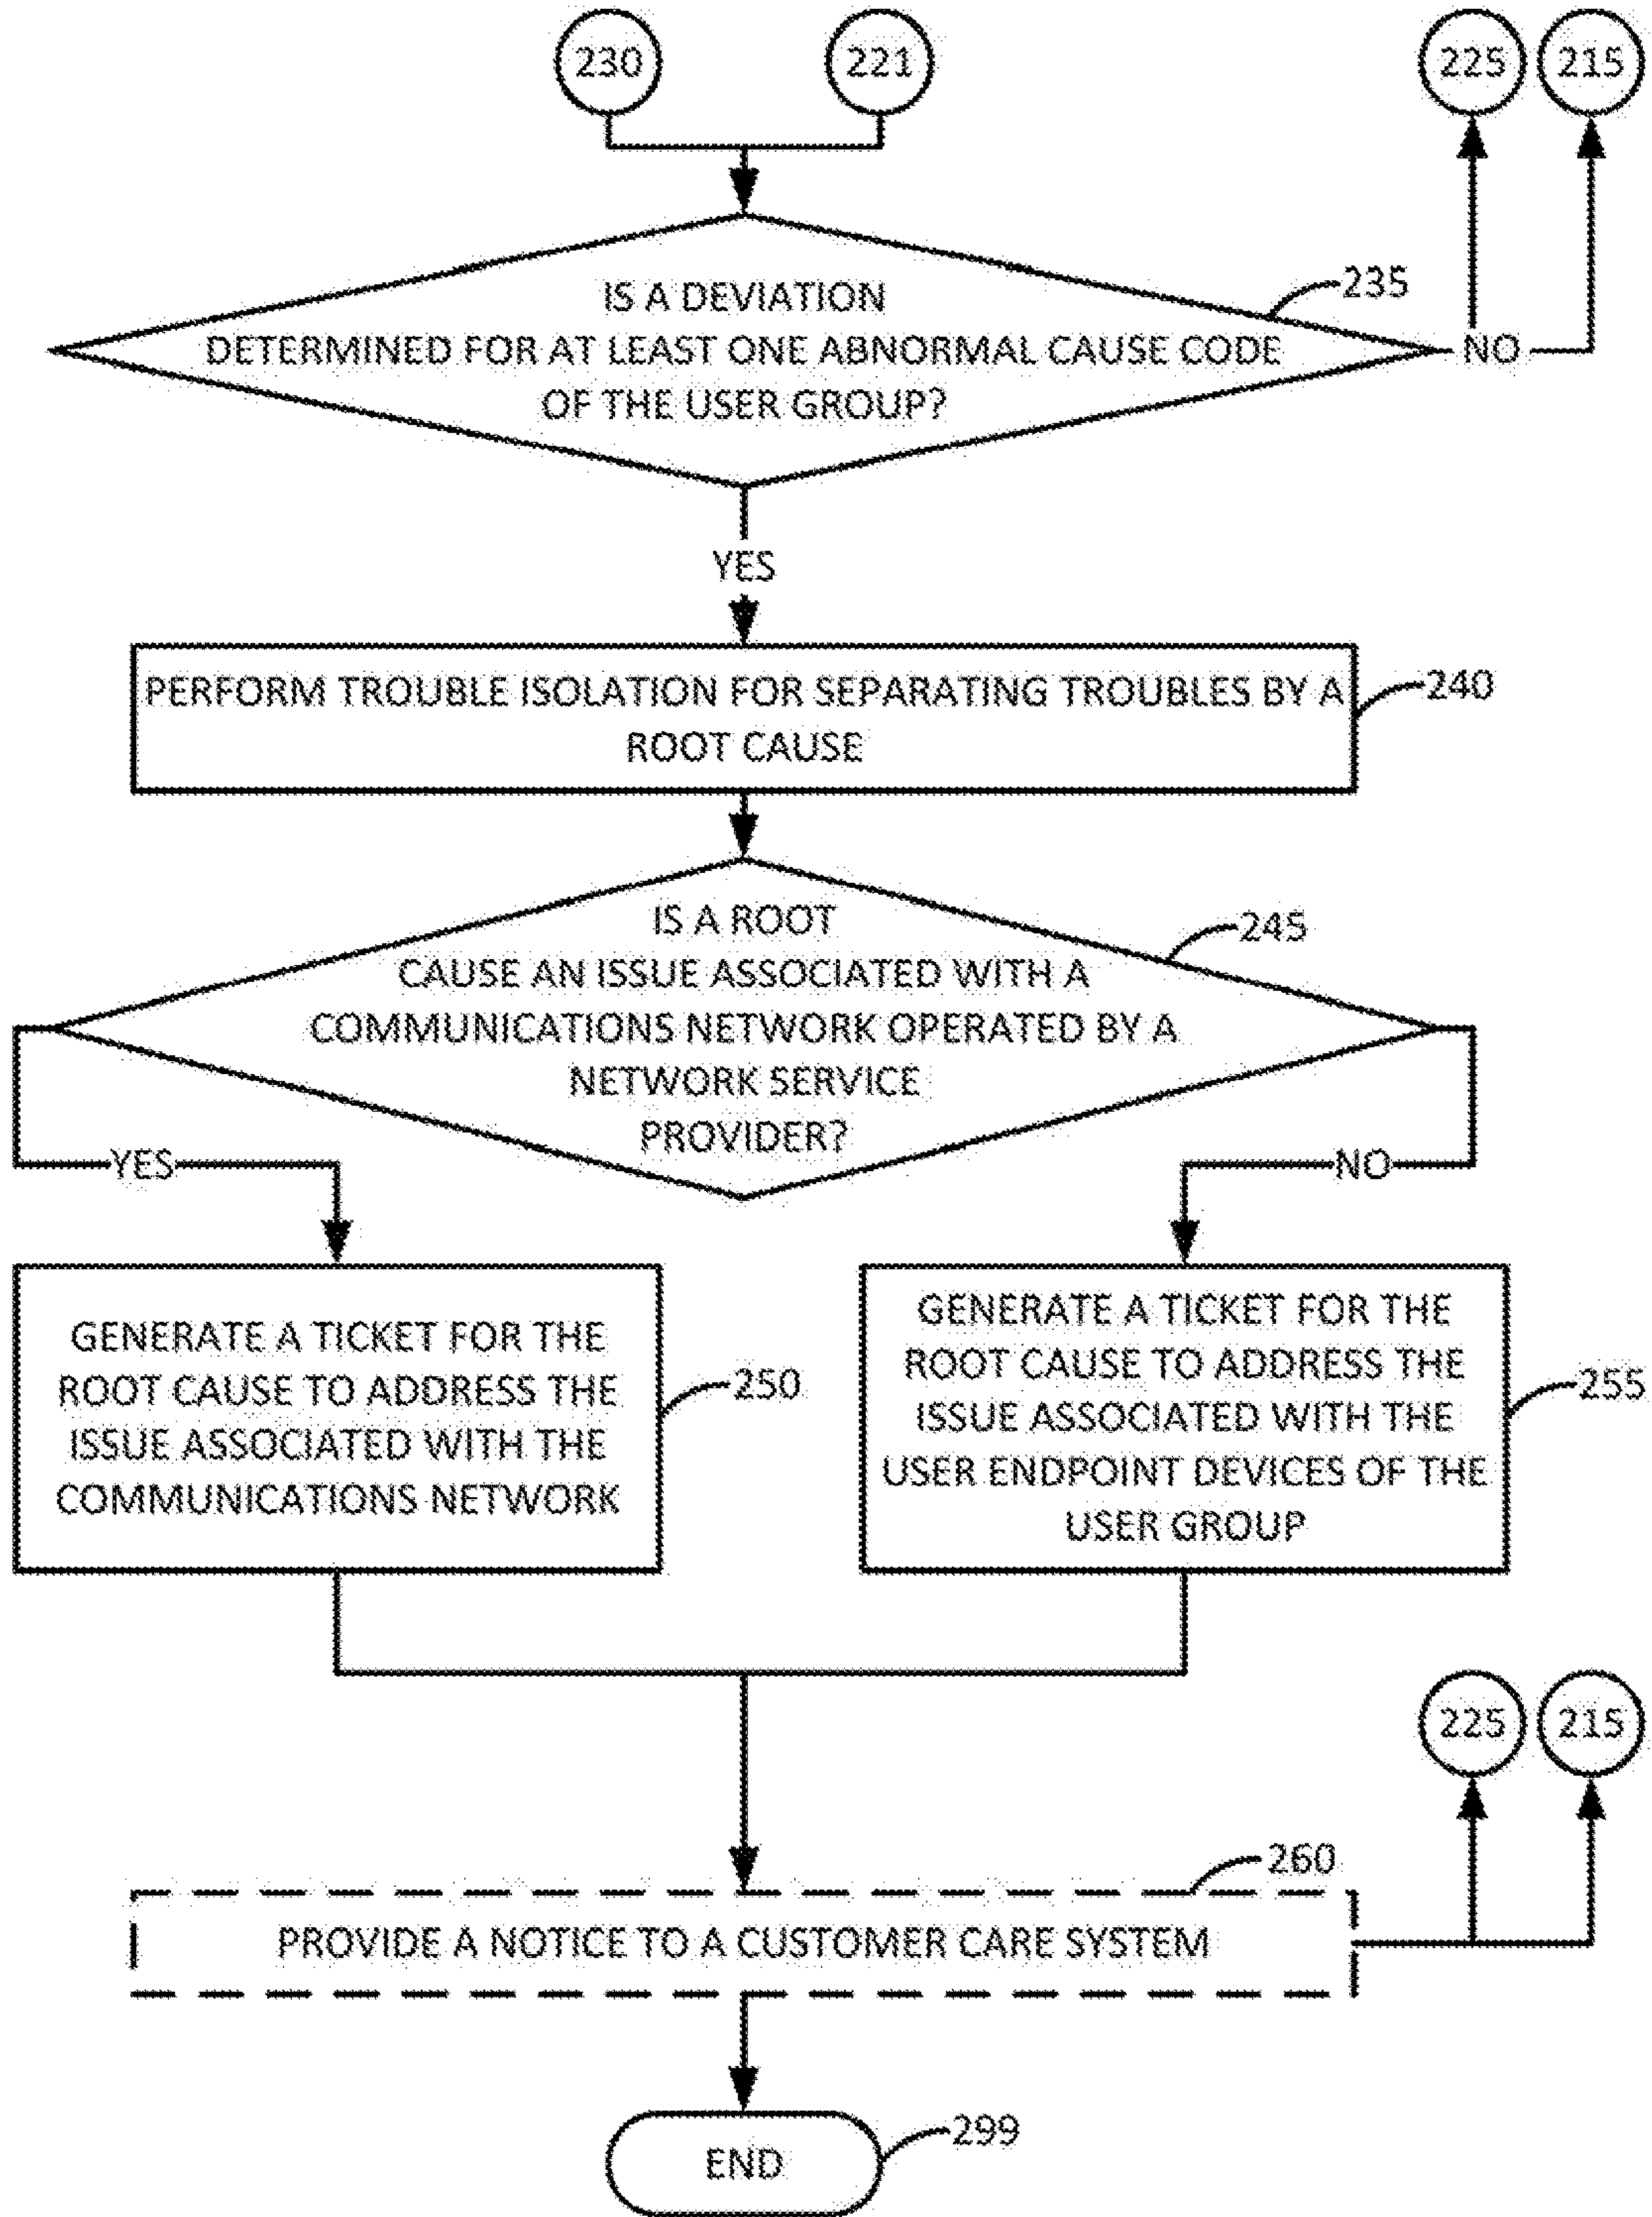 230
221
225
215
IS A DEVIATION
235
DETERMINED FOR AT LEAST ONE ABNORMAL CAUSE CODE
NO
OF THE USER GROUP?
YES
PERFORM TROUBLE ISOLATION FOR SEPARATING TROUBLES BY A
240
ROOT CAUSE
IS A ROOT
245
CAUSE AN ISSUE ASSOCIATED WITH A
COMMUNICATIONS NETWORK OPERATED BY A
NETWORK SERVICE
PROVIDER?
YES
NO
GENERATE A TICKET FOR THE
ROOT CAUSE TO ADDRESS THE
ISSUE ASSOCIATED WITH THE
COMMUNICATIONS NETWORK
250
GENERATE A TICKET FOR THE
ROOT CAUSE TO ADDRESS THE
ISSUE ASSOCIATED WITH THE
USER ENDPOINT DEVICES OF THE
USER GROUP
255
225
215
260
PROVIDE A NOTICE TO A CUSTOMER CARE SYSTEM
END
299